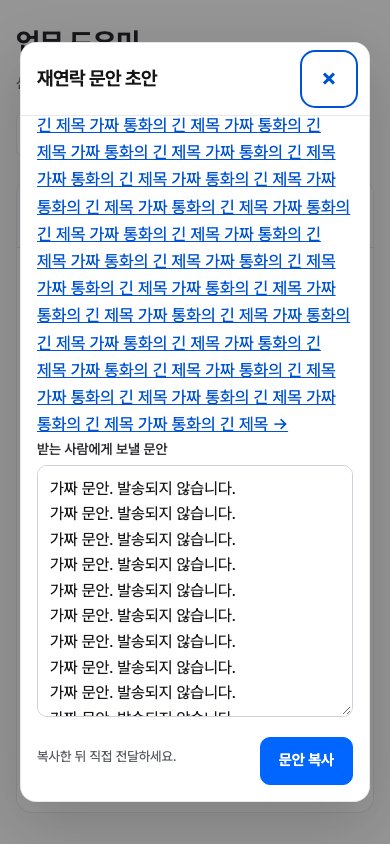 업무 도우미
재연락 문안 초안
×
긴 제목 가짜 통화의 긴 제목 가짜 통화의 긴
제목 가짜 통화의 긴 제목 가짜 통화의 긴 제목
가짜 통화의 긴 제목 가짜 통화의 긴 제목 가짜
통화의 긴 제목 가짜 통화의 긴 제목 가짜 통화의
긴 제목 가짜 통화의 긴 제목 가짜 통화의 긴
제목 가짜 통화의 긴 제목 가짜 통화의 긴 제목
가짜 통화의 긴 제목 가짜 통화의 긴 제목 가짜
통화의 긴 제목 가짜 통화의 긴 제목 가짜 통화의
긴 제목 가짜 통화의 긴 제목 가짜 통화의 긴
제목 가짜 통화의 긴 제목 가짜 통화의 긴 제목
가짜 통화의 긴 제목 가짜 통화의 긴 제목 가짜
통화의 긴 제목 가짜 통화의 긴 제목 →
받는 사람에게 보낼 문안
가짜 문안. 발송되지 않습니다.
가짜 문안. 발송되지 않습니다.
가짜 문안. 발송되지 않습니다.
가짜 문안. 발송되지 않습니다.
가짜 문안. 발송되지 않습니다.
가짜 문안. 발송되지 않습니다.
가짜 문안. 발송되지 않습니다.
가짜 문안. 발송되지 않습니다.
가짜 문안. 발송되지 않습니다.
가짜 문안. 발송되지 않습니다.
복사한 뒤 직접 전달하세요.
문안 복사